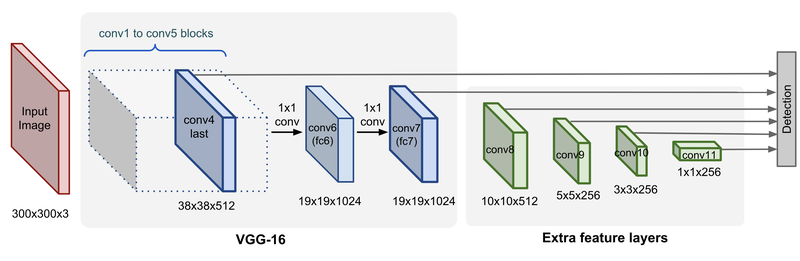 conv1 to conv5 blocks
Input
Image
300x300x3
conv4
last
38x38x512
1x1
conv
conv6
(fc6)
19x19x1024
1x1
conv
conv7
(fc7)
19x19x1024
VGG-16
conv8
10x10x512
conv9
5x5x256
conv10
3x3x256
conv11
1x1x256
Extra feature layers
Detection